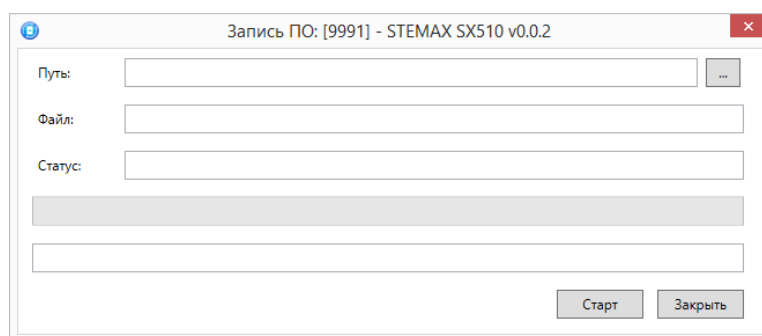 Запись ПО: [9991] - STEMAX SX510 v0.0.2
Путь:
...
Файл:
Статус:
Старт Закрыть